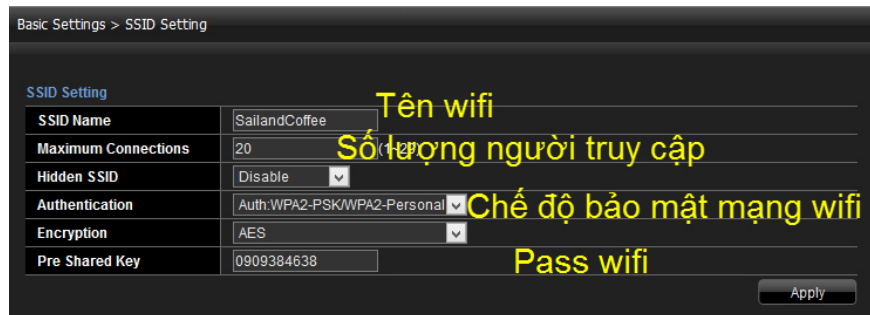 Basic Settings > SSID Setting
SSID Setting
SSID Name SailandCoffee Tên wifi
Maximum Connections 20 (1~29) Số lượng người truy cập
Hidden SSID Disable
Authentication Auth:WPA2-PSK/WPA2-Personal Chế độ bảo mật mạng wifi
Encryption AES
Pre Shared Key 0909384638 Pass wifi
Apply